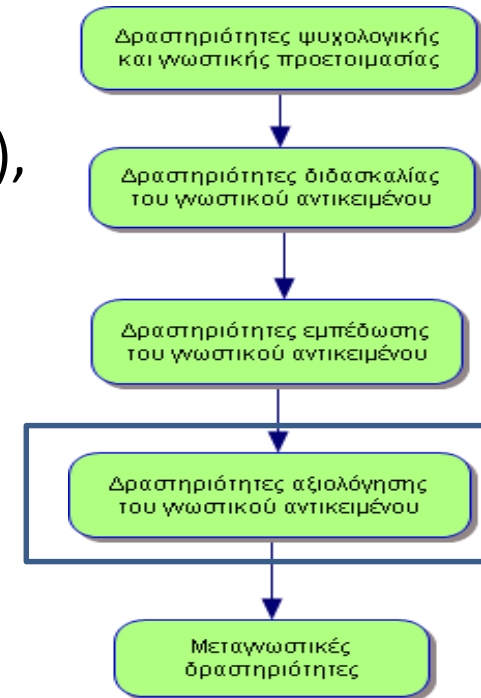 Δραστηριότητες ψυχολογικής
και γνωστικής προετοιμασίας
),
Δραστηριότητες διδασκαλίας
του γνωστικού αντικειμένου
Δραστηριότητες εμπέδωσης
του γνωστικού αντικειμένου
Δραστηριότητες αξιολόγησης
του γνωστικού αντικειμένου
Μεταγνωστικές
δραστηριότητες